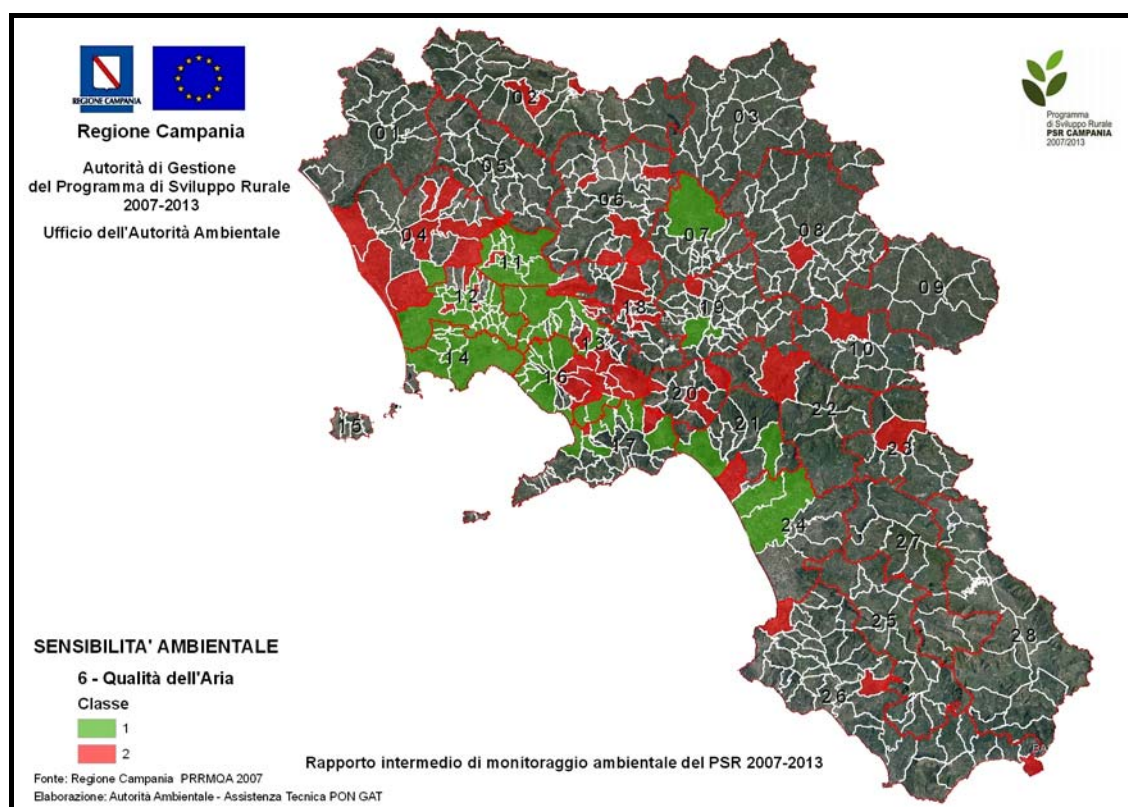 REGIONE CAMPANIA
Regione Campania
Autorità di Gestione
del Programma di Sviluppo Rurale
2007-2013
Ufficio dell'Autorità Ambientale
Programma
di Sviluppo Rurale
PSR CAMPANIA
2007/2013
01
02
03
05
06
04
07
08
09
11
12
18
19
10
13
14
16
15
20
21
22
17
23
24
27
25
28
26
SENSIBILITA' AMBIENTALE
6 - Qualità dell'Aria
Classe
1
2
Rapporto intermedio di monitoraggio ambientale del PSR 2007-2013
Fonte: Regione Campania PRRMQA 2007
Elaborazione: Autorità Ambientale - Assistenza Tecnica PON GAT